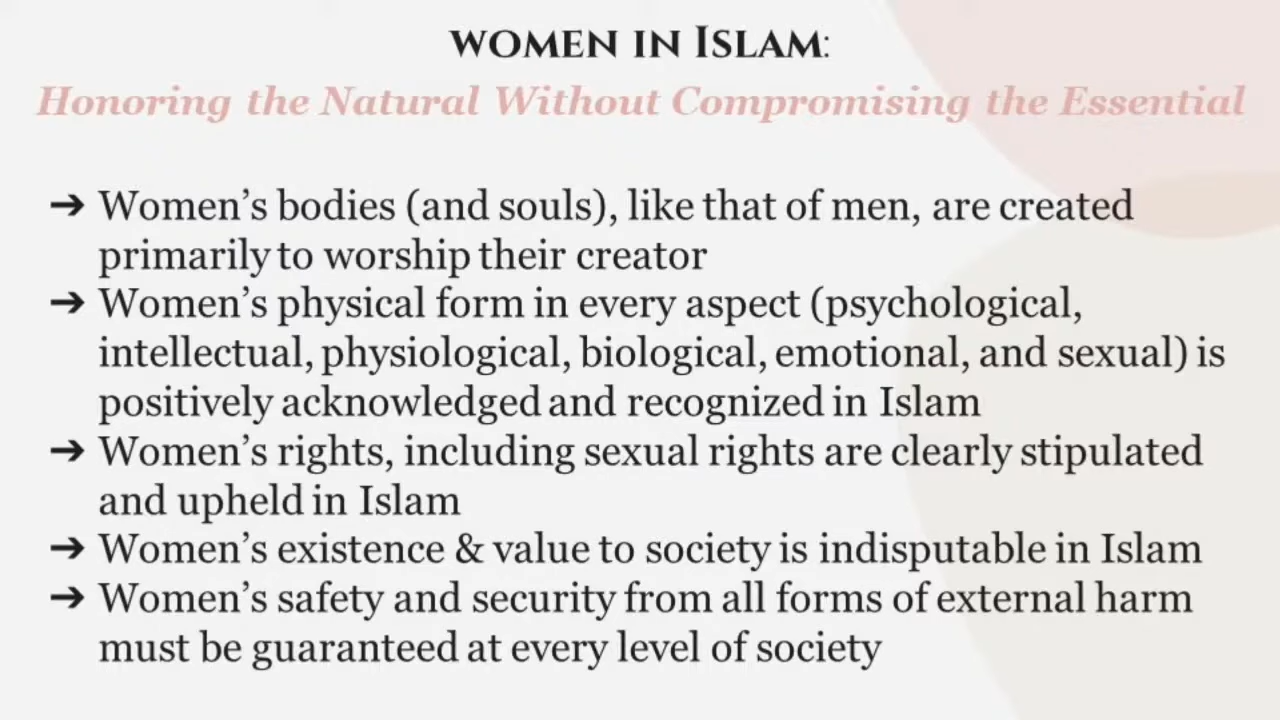 WOMEN IN ISLAM:
Honoring the Natural Without Compromising the Essential
➔ Women’s bodies (and souls), like that of men, are created
primarily to worship their creator
➔ Women’s physical form in every aspect (psychological,
intellectual, physiological, biological, emotional, and sexual) is
positively acknowledged and recognized in Islam
➔ Women’s rights, including sexual rights are clearly stipulated
and upheld in Islam
➔ Women’s existence & value to society is indisputable in Islam
➔ Women’s safety and security from all forms of external harm
must be guaranteed at every level of society